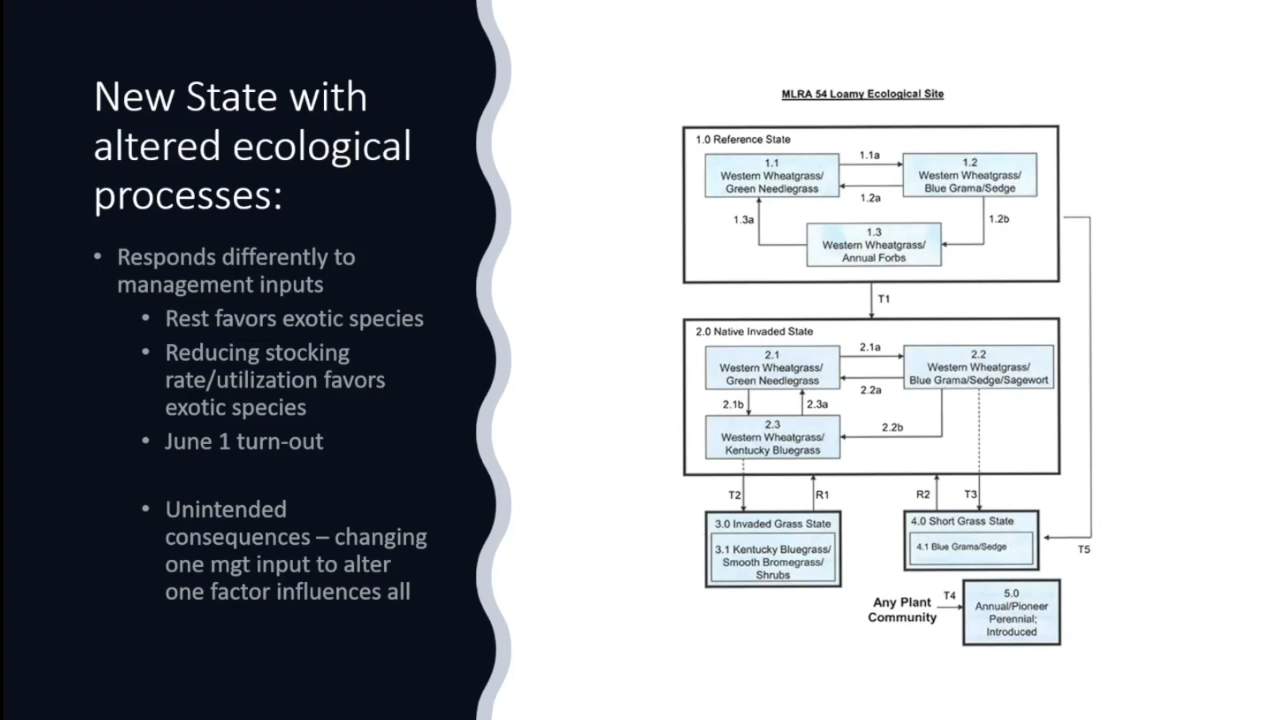 New State with
altered ecological
processes:
• Responds differently to
management inputs
• Rest favors exotic species
• Reducing stocking
rate/utilization favors
exotic species
• June 1 turn-out
• Unintended
consequences – changing
one mgt input to alter
one factor influences all
MLRA 54 Loamy Ecological Site
1.0 Reference State
1.1
Western Wheatgrass/
Green Needlegrass
1.1a
1.2a
1.2
Western Wheatgrass/
Blue Grama/Sedge
1.3a
1.2b
1.3
Western Wheatgrass/
Annual Forbs
T1
2.0 Native Invaded State
2.1
Western Wheatgrass/
Green Needlegrass
2.1a
2.2a
2.2
Western Wheatgrass/
Blue Grama/Sedge/Sagewort
2.1b
2.3a
2.2b
2.3
Western Wheatgrass/
Kentucky Bluegrass
T2
R1
R2
T3
3.0 Invaded Grass State
3.1 Kentucky Bluegrass/
Smooth Bromegrass/
Shrubs
4.0 Short Grass State
4.1 Blue Grama/Sedge
T5
Any Plant
Community
T4
5.0
Annual/Pioneer
Perennial;
Introduced